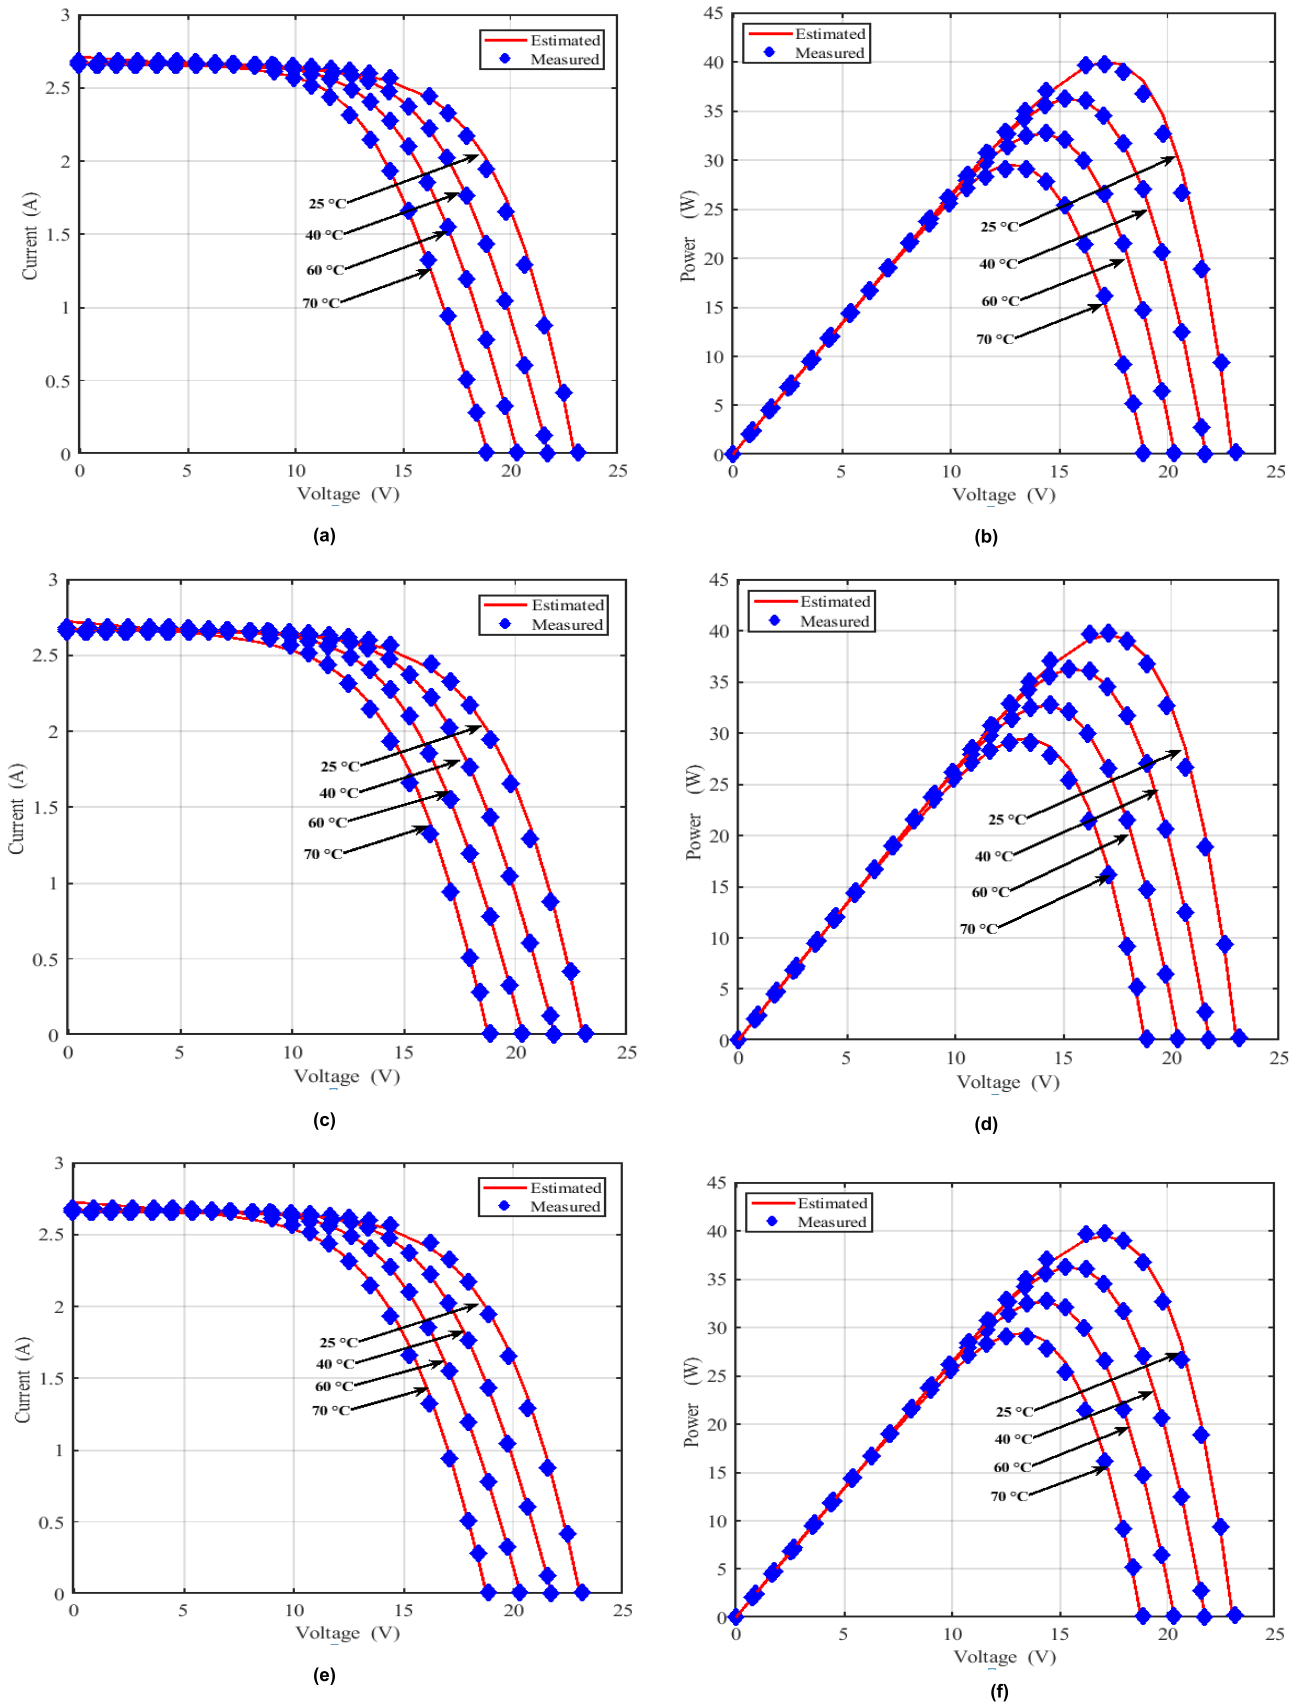 3
2.5
2
1.5
1
0.5
0
Current (A)
Estimated
Measured
25 °C
40 °C
60 °C
70 °C
0 5 10 15 20 25
Voltage (V)
(a)
45
40
35
30
25
20
15
10
5
0
Power (W)
Estimated
Measured
25 °C
40 °C
60 °C
70 °C
0 5 10 15 20 25
Voltage (V)
(b)
3
2.5
2
1.5
1
0.5
0
Current (A)
Estimated
Measured
25 °C
40 °C
60 °C
70 °C
0 5 10 15 20 25
Voltage (V)
(c)
45
40
35
30
25
20
15
10
5
0
Power (W)
Estimated
Measured
25 °C
40 °C
60 °C
70 °C
0 5 10 15 20 25
Voltage (V)
(d)
3
2.5
2
1.5
1
0.5
0
Current (A)
Estimated
Measured
25 °C
40 °C
60 °C
70 °C
0 5 10 15 20 25
Voltage (V)
(e)
45
40
35
30
25
20
15
10
5
0
Power (W)
Estimated
Measured
25 °C
40 °C
60 °C
70 °C
0 5 10 15 20 25
Voltage (V)
(f)